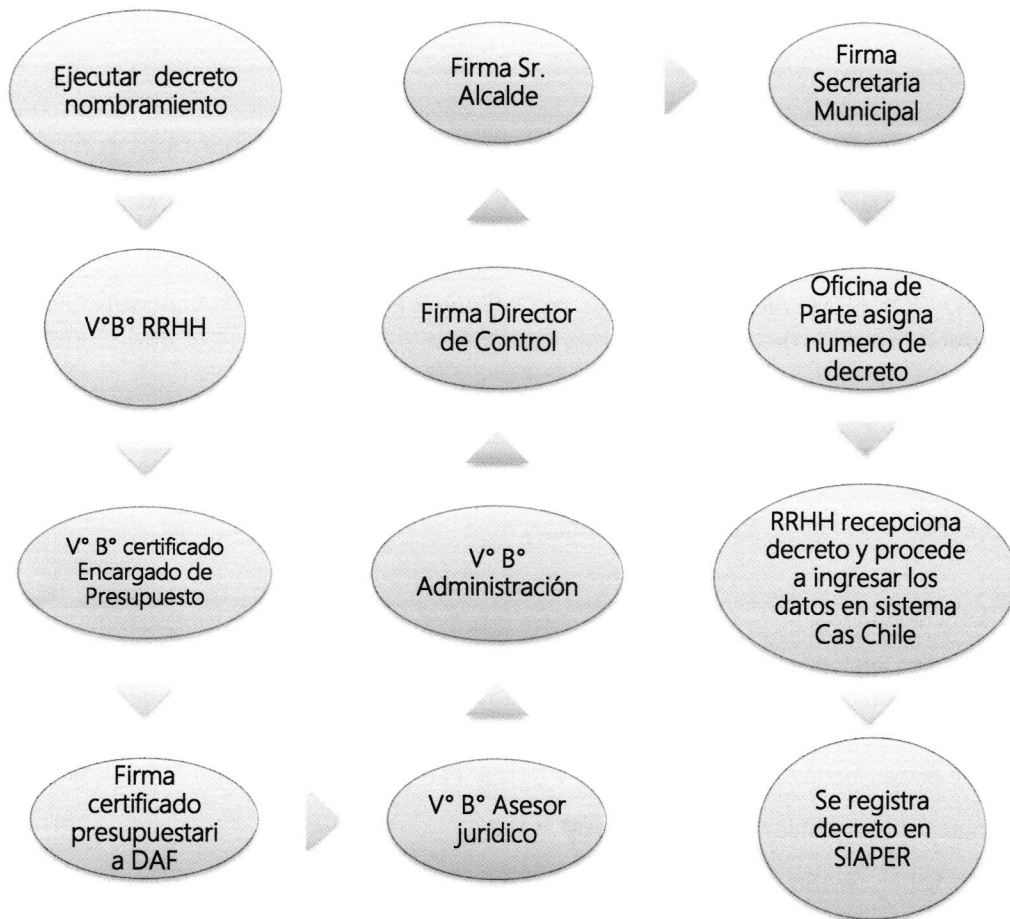 Ejecutar decreto
nombramiento
V°B° RRHH
V° B° certificado
Encargado de
Presupuesto
Firma
certificado
presupuestari
a DAF
V° B° Asesor
juridico
V° B°
Administración
Firma Director
de Control
Firma Sr.
Alcalde
Firma
Secretaria
Municipal
Oficina de
Parte asigna
numero de
decreto
RRHH recepciona
decreto y procede
a ingresar los
datos en sistema
Cas Chile
Se registra
decreto en
SIAPER